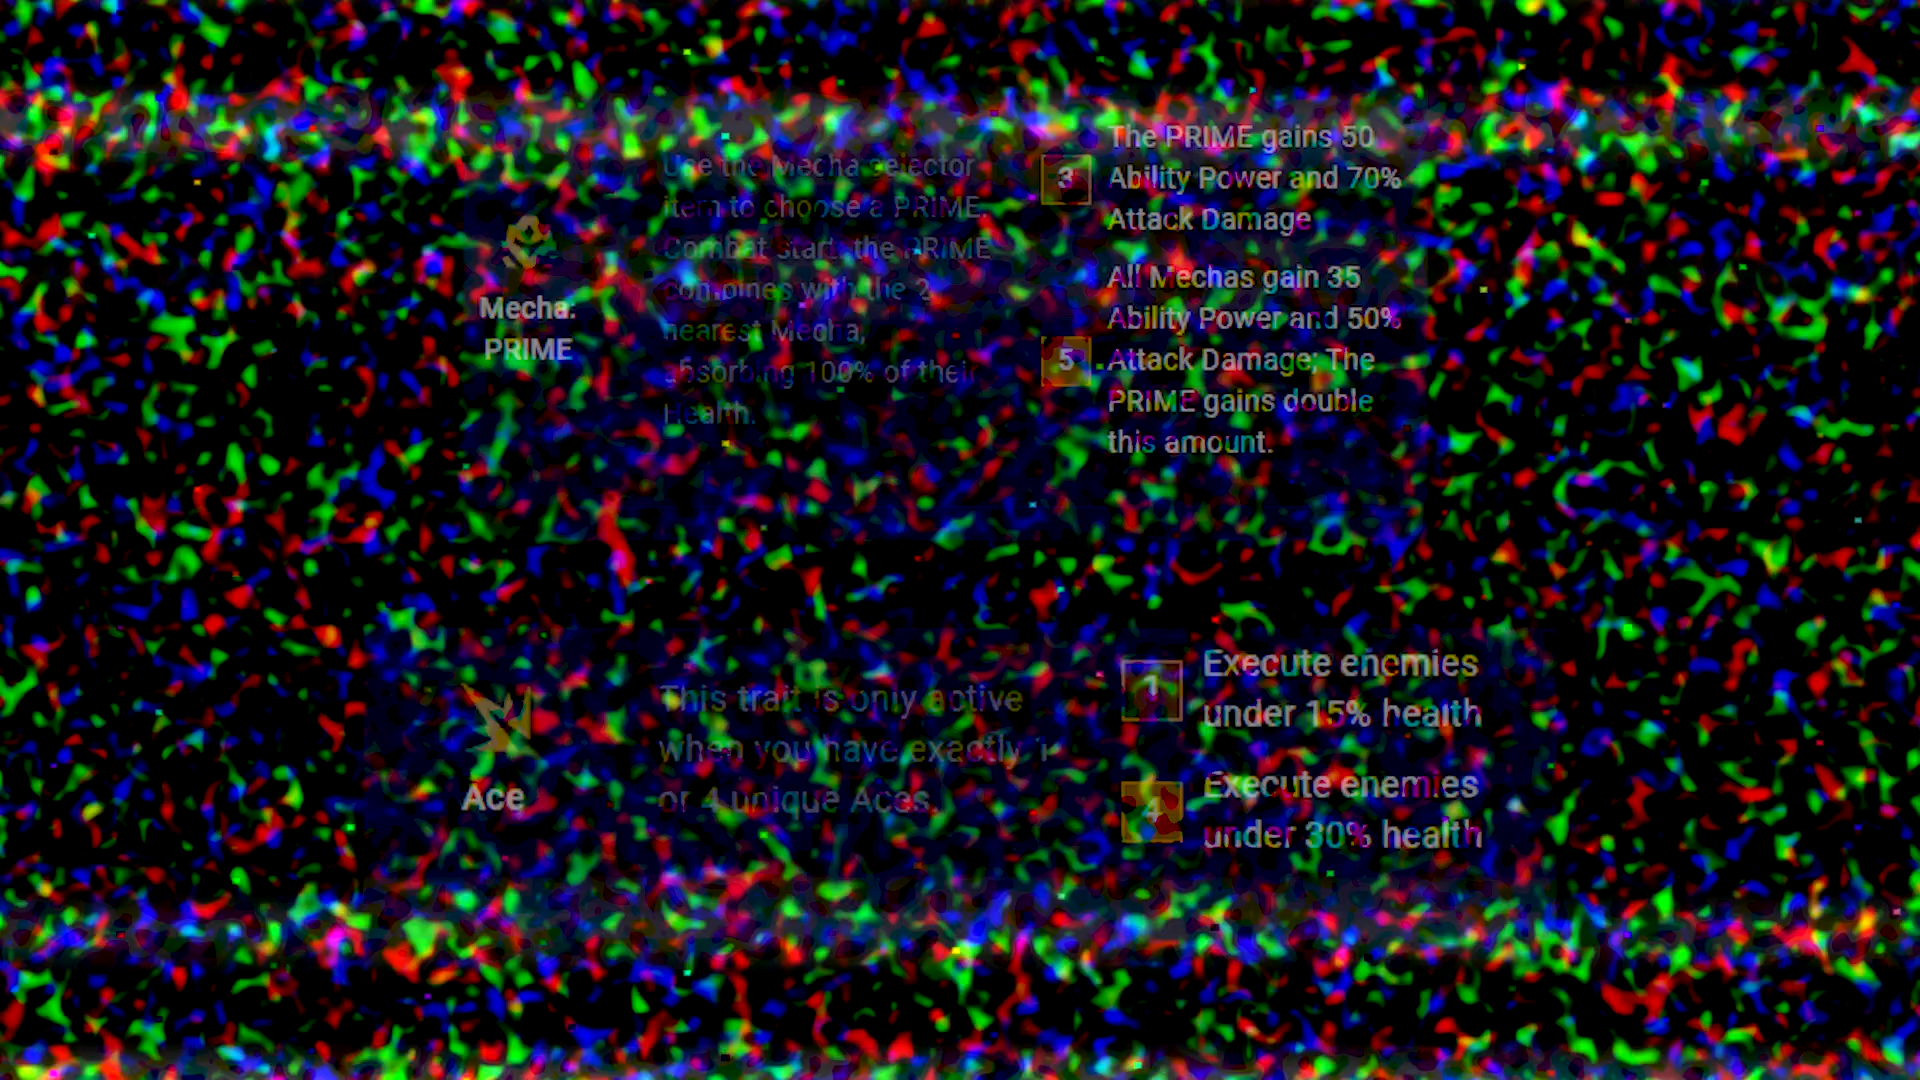 Mecha:
PRIME
Use the Mecha selector
item to choose a PRIME.
Combat Start: the PRIME
combines with the 2
nearest Mecha,
absorbing 100% of their
Health.
3
The PRIME gains 50
Ability Power and 70%
Attack Damage
5
All Mechas gain 35
Ability Power and 50%
Attack Damage; The
PRIME gains double
this amount.
Ace
This trait is only active
when you have exactly 1
or 4 unique Aces.
1
Execute enemies
under 15% health
4
Execute enemies
under 30% health